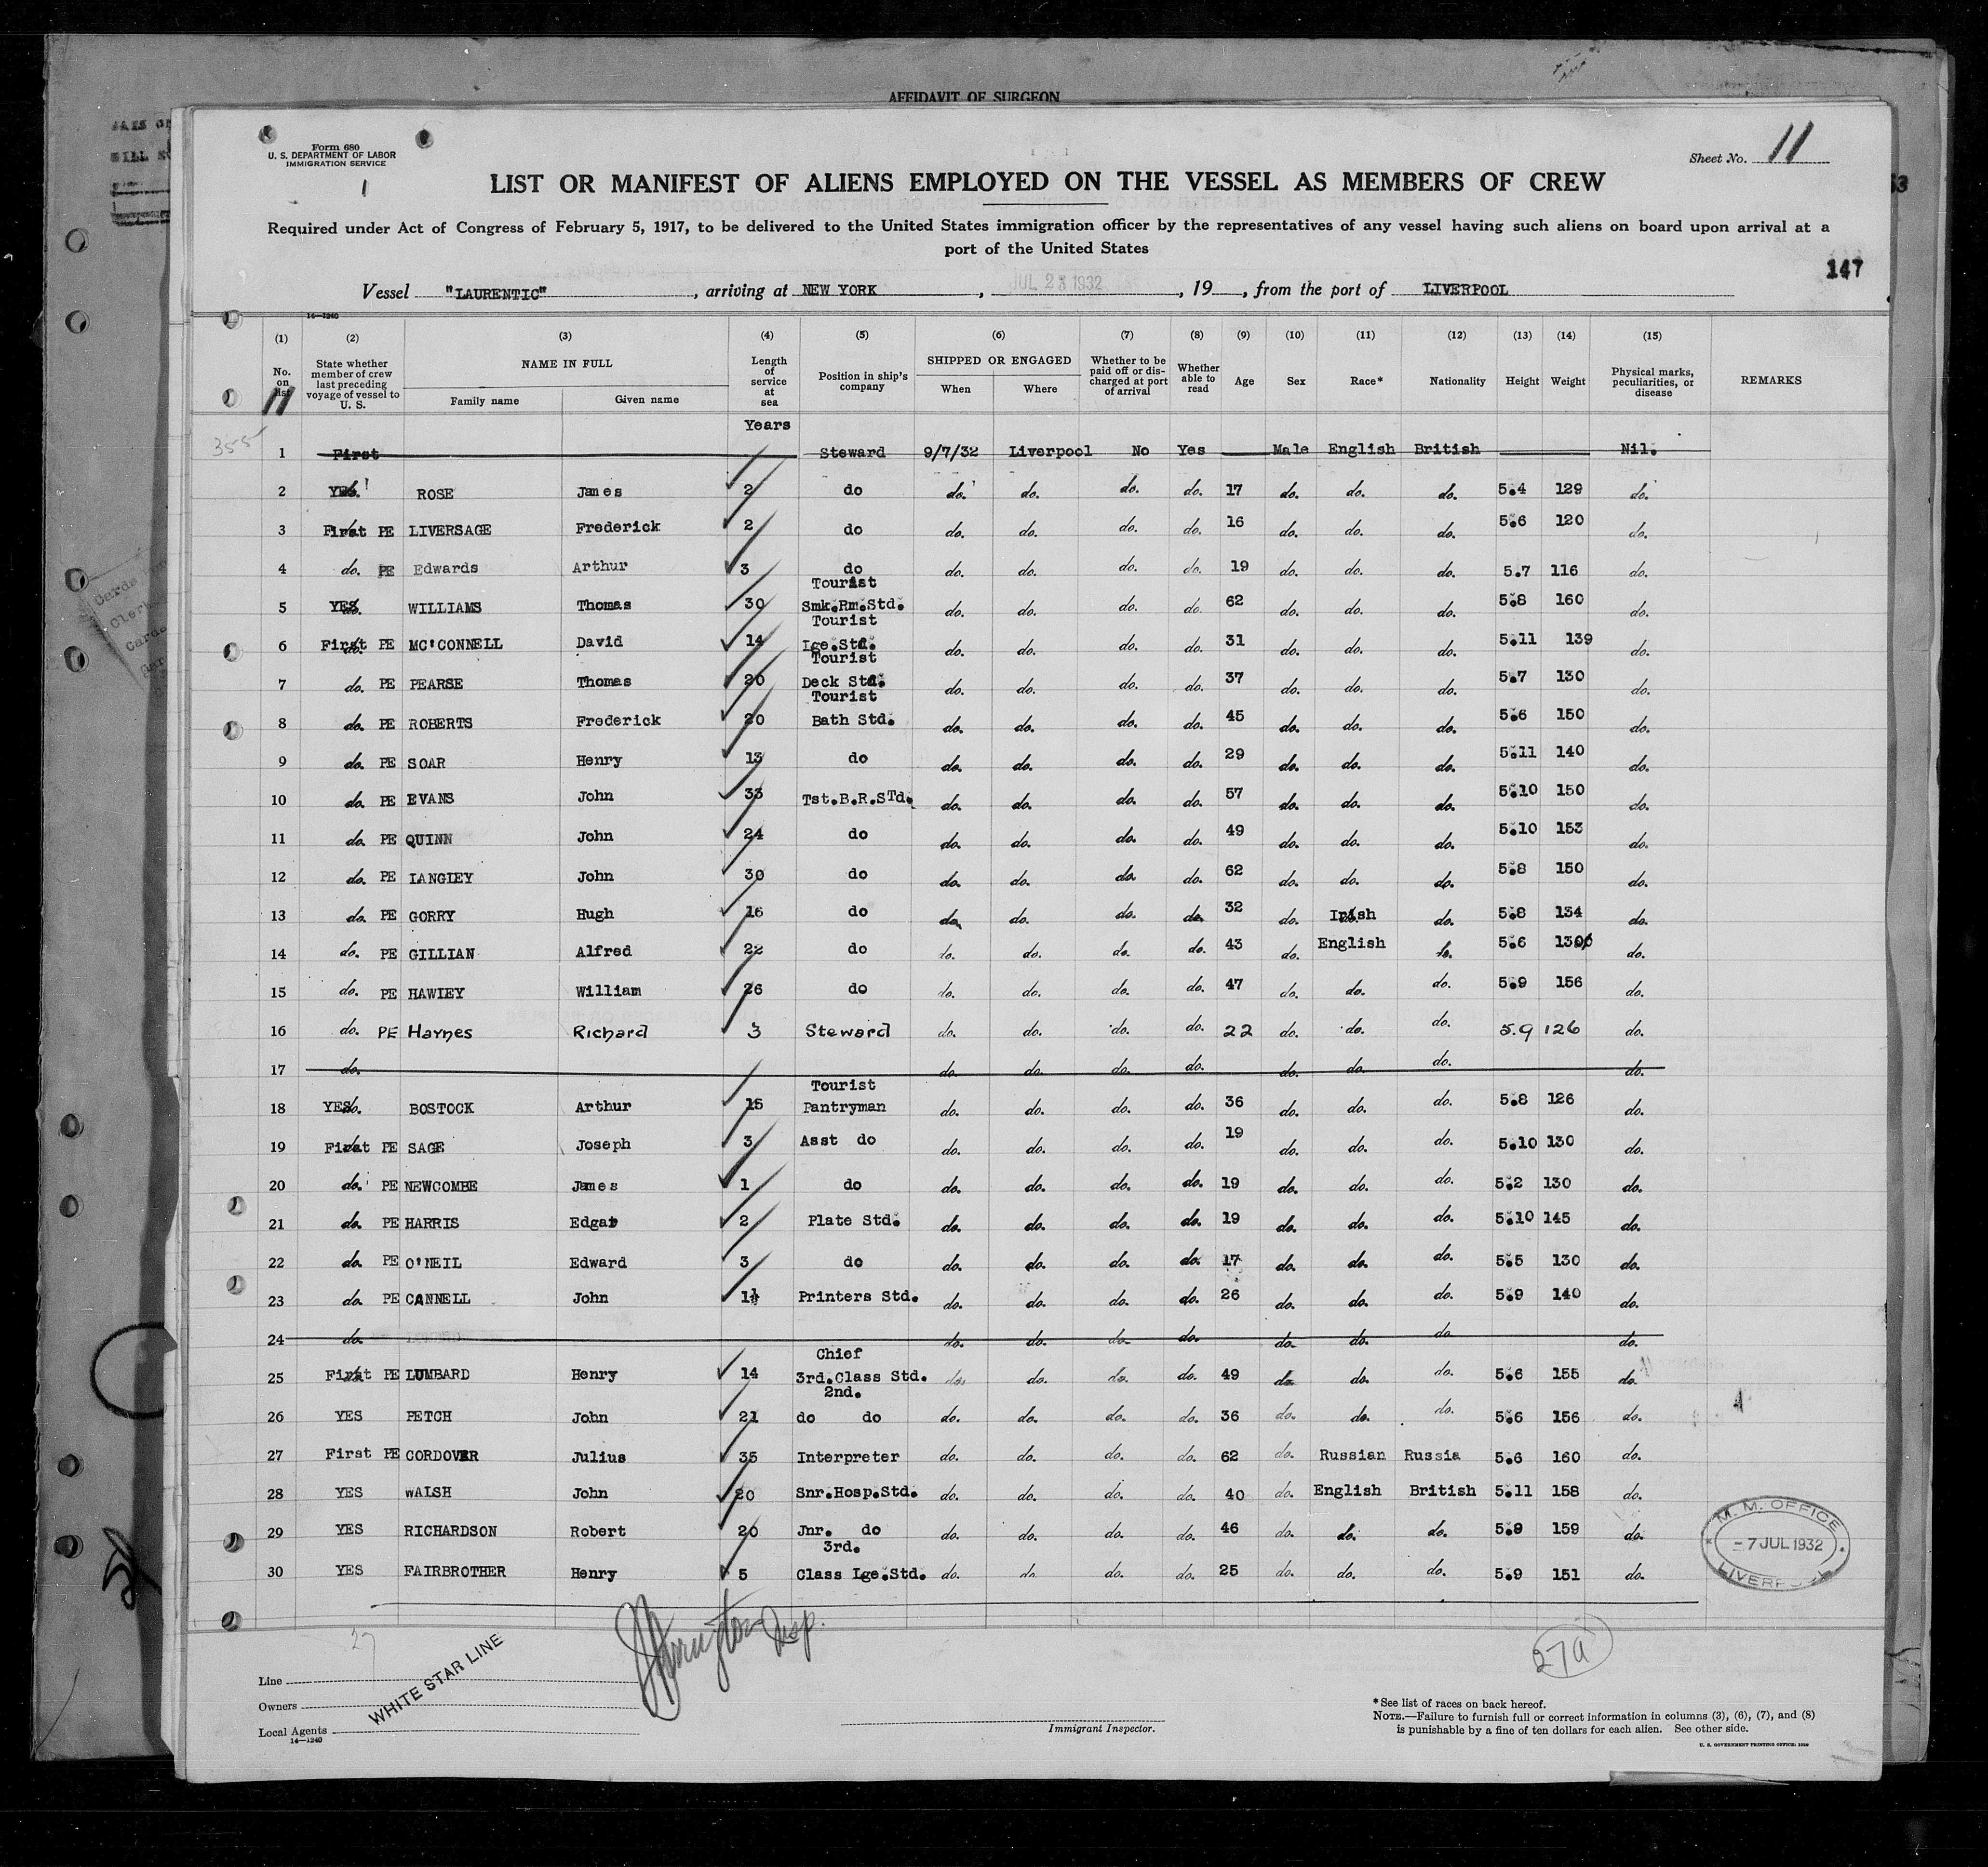 AFFIDAVIT OF SURGEON
Form 680
U. S. DEPARTMENT OF LABOR
IMMIGRATION SERVICE
1
Sheet No. 11
LIST OR MANIFEST OF ALIENS EMPLOYED ON THE VESSEL AS MEMBERS OF CREW
Required under Act of Congress of February 5, 1917, to be delivered to the United States immigration officer by the representatives of any vessel having such aliens on board upon arrival at a
port of the United States
147
Vessel "LAURENTIC", arriving at NEW YORK, JUL 23 1932, 19 , from the port of LIVERPOOL
14—1240
(1) (2) (3) (4) (5) (6) (7) (8) (9) (10) (11) (12) (13) (14) (15)
No. on list State whether member of crew last preceding voyage of vessel to U. S. NAME IN FULL Family name Given name Length of service at sea Position in ship's company SHIPPED OR ENGAGED When Where Whether to be paid off or discharged at port of arrival Whether able to read Age Sex Race* Nationality Height Weight Physical marks, peculiarities, or disease REMARKS
11
Years
355 1 First Steward 9/7/32 Liverpool No Yes Male English British Nil.
2 YES ROSE James 2 do do. do. do. do. 17 do. do. do. 5.4 129 do.
3 First PE LIVERSAGE Frederick 2 do do. do. do. do. 16 do. do. do. 5.6 120 do.
4 do. PE Edwards Arthur 3 do do. do. do. do. 19 do. do. do. 5.7 116 do.
5 YES WILLIAMS Thomas 30 Tourist Smk.Rm.Std. do. do. do. do. 62 do. do. do. 5.8 160 do.
6 First PE MC'CONNELL David 14 Tourist Lge.Std. do. do. do. do. 31 do. do. do. 5.11 139 do.
7 do. PE PEARSE Thomas 20 Tourist Deck Std. do. do. do. do. 37 do. do. do. 5.7 130 do.
8 do. PE ROBERTS Frederick 20 Tourist Bath Std. do. do. do. do. 45 do. do. do. 5.6 150 do.
9 do. PE SOAR Henry 13 do do. do. do. do. 29 do. do. do. 5.11 140 do.
10 do. PE EVANS John 33 Tst.B.R.STd. do. do. do. do. 57 do. do. do. 5.10 150 do.
11 do. PE QUINN John 24 do do. do. do. do. 49 do. do. do. 5.10 153 do.
12 do. PE LANGLEY John 30 do do. do. do. do. 62 do. do. do. 5.8 150 do.
13 do. PE GORRY Hugh 16 do do. do. do. do. 32 do. Irish do. 5.8 134 do.
14 do. PE GILLIAN Alfred 22 do do. do. do. do. 43 do. English do. 5.6 130 do.
15 do. PE HAWLEY William 26 do do. do. do. do. 47 do. do. do. 5.9 156 do.
16 do. PE Haynes Richard 3 Steward do. do. do. do. 22 do. do. do. 5.9 126 do.
17 do. do. do. do. do. do. do. do. do.
18 YES BOSTOCK Arthur 15 Tourist Pantryman do. do. do. do. 36 do. do. do. 5.8 126 do.
19 First PE SAGE Joseph 3 Asst do do. do. do. do. 19 do. do. do. 5.10 130 do.
20 do. PE NEWCOMBE James 1 do do. do. do. do. 19 do. do. do. 5.2 130 do.
21 do. PE HARRIS Edgar 2 Plate Std. do. do. do. do. 19 do. do. do. 5.10 145 do.
22 do. PE O'NEIL Edward 3 do do. do. do. do. 17 do. do. do. 5.5 130 do.
23 do. PE CANNELL John Printers Std. do. do. do. do. 26 do. do. do. 5.9 140 do.
24 do. do. do. do. do. do. do. do. do.
25 First PE LUMBARD Henry 14 Chief 3rd.Class Std. do. do. do. do. 49 do. do. do. 5.6 155 do.
26 YES PETCH John 21 2nd. do do do. do. do. do. 36 do. do. do. 5.6 156 do.
27 First PE CORDOVER Julius 35 Interpreter do. do. do. do. 62 do. Russian Russia 5.6 160 do.
28 YES WALSH John 20 Snr.Hosp.Std. do. do. do. do. 40 do. English British 5.11 158 do.
29 YES RICHARDSON Robert 20 Jnr. do do. do. do. do. 46 do. do. do. 5.9 159 do.
30 YES FAIRBROTHER Henry 5 3rd. Class Lge.Std. do. do. do. do. 25 do. do. do. 5.9 151 do.
M. M. OFFICE
-7 JUL 1932
LIVERPOOL
27
27a
Insp.
Line
Owners
Local Agents
WHITE STAR LINE
14—1240
Immigrant Inspector.
*See list of races on back hereof.
NOTE.—Failure to furnish full or correct information in columns (3), (6), (7), and (8)
is punishable by a fine of ten dollars for each alien. See other side.